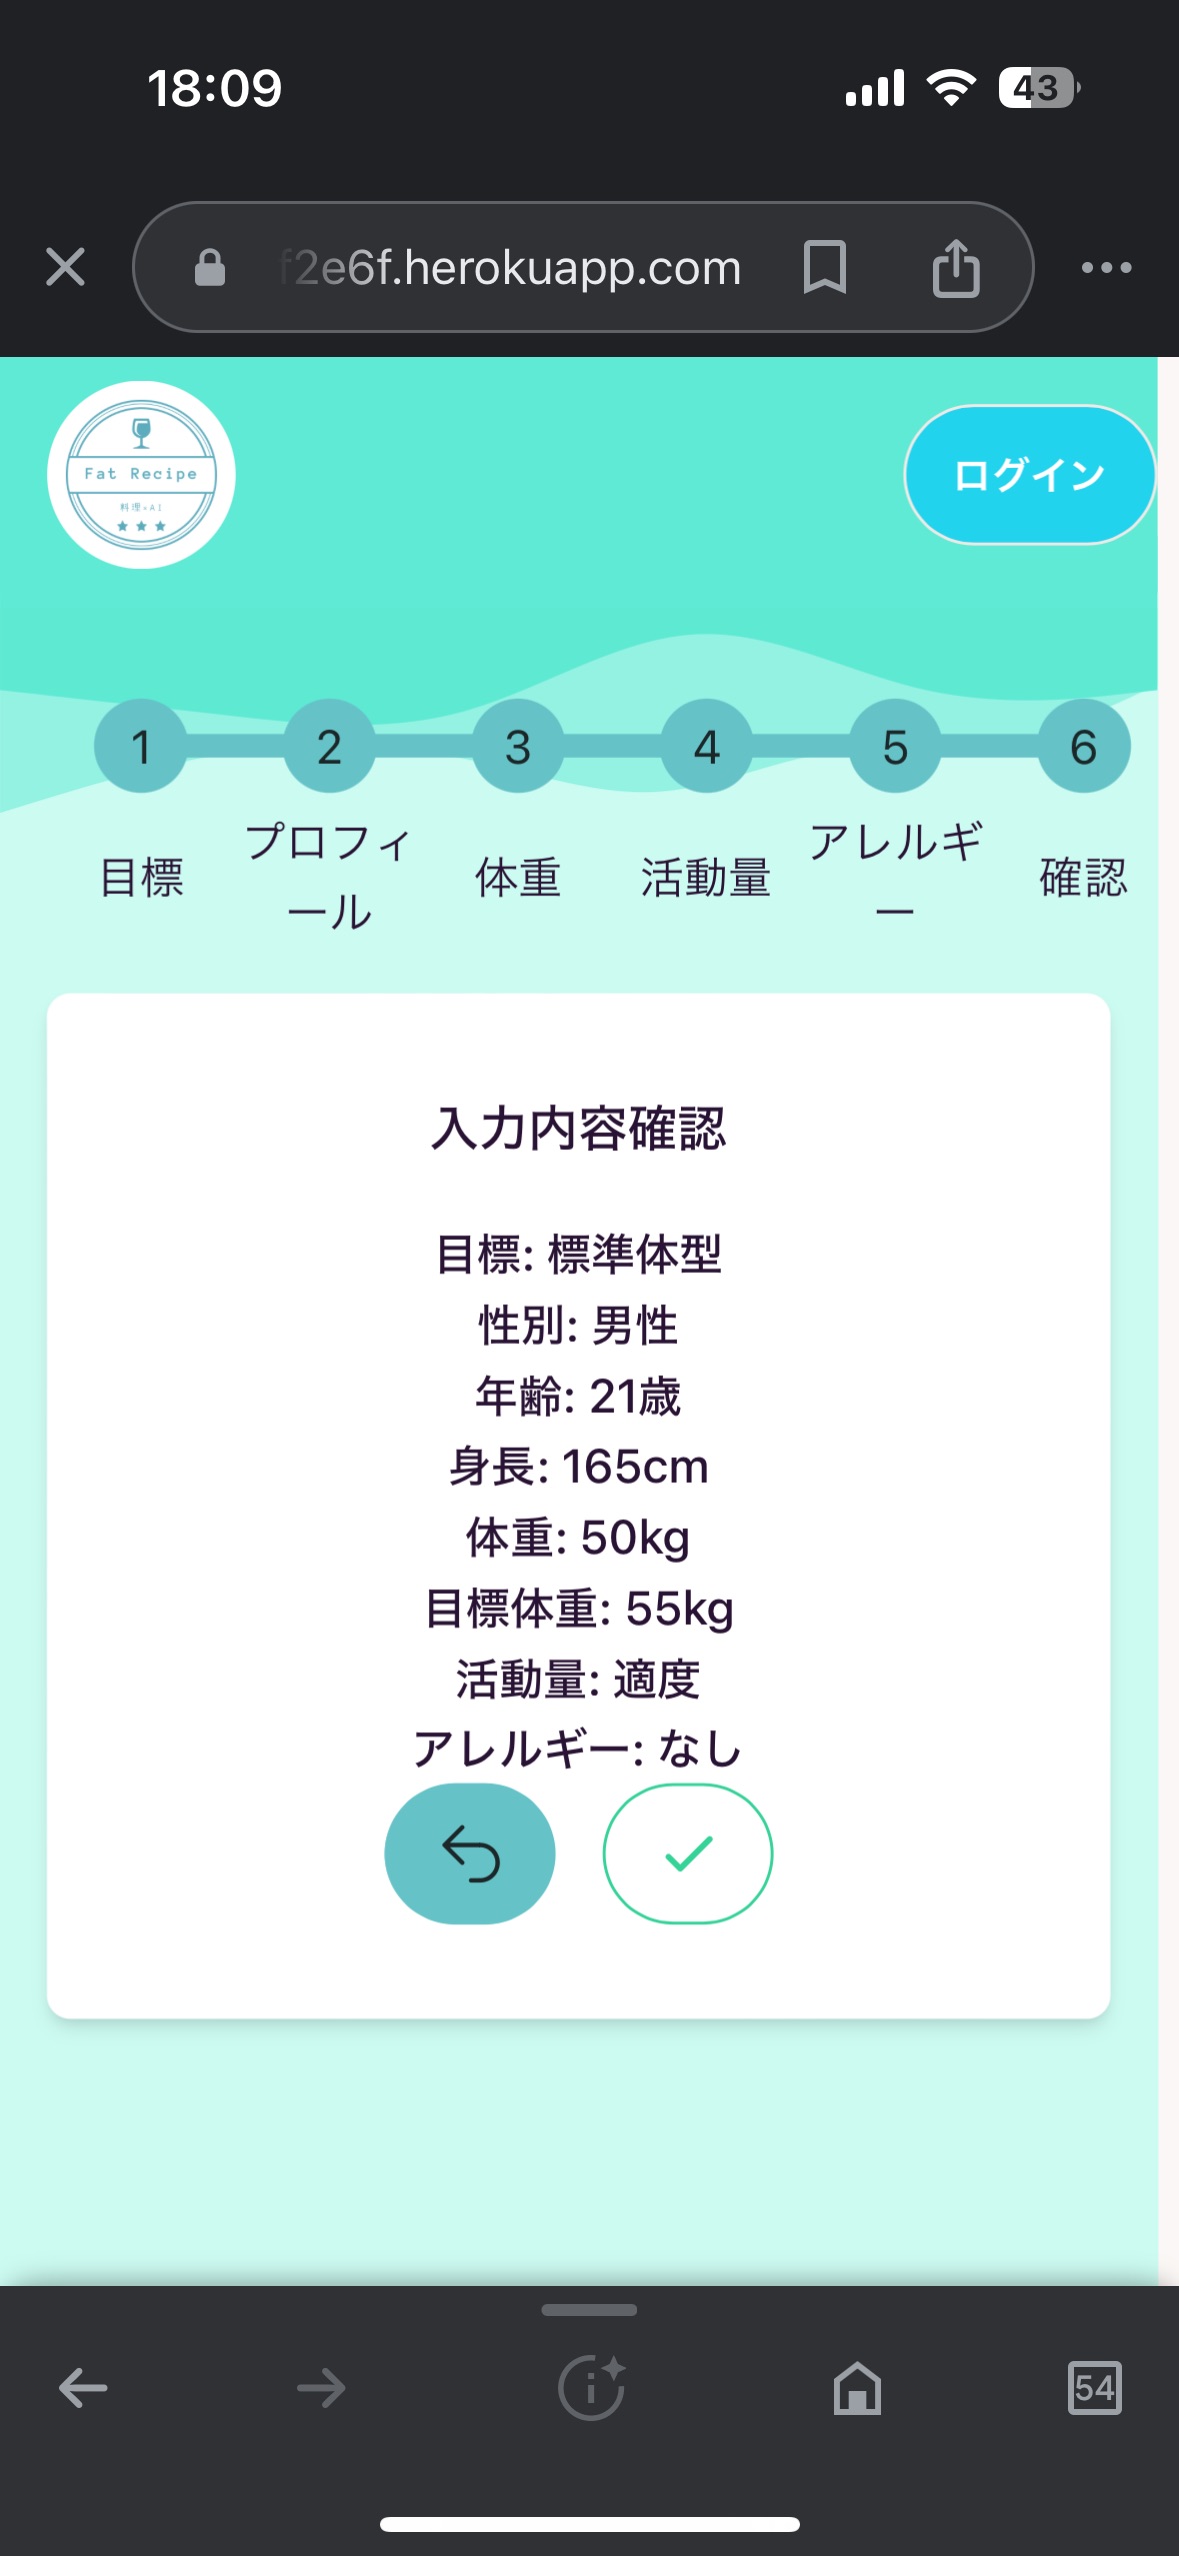 18:09
43
f2e6f.herokuapp.com
Fat Recipe
料理×AI
ログイン
1 2 3 4 5 6
目標
プロフィ
ール
体重
活動量
アレルギ
ー
確認
入力内容確認
目標: 標準体型
性別: 男性
年齢: 21歳
身長: 165cm
体重: 50kg
目標体重: 55kg
活動量: 適度
アレルギー: なし
54